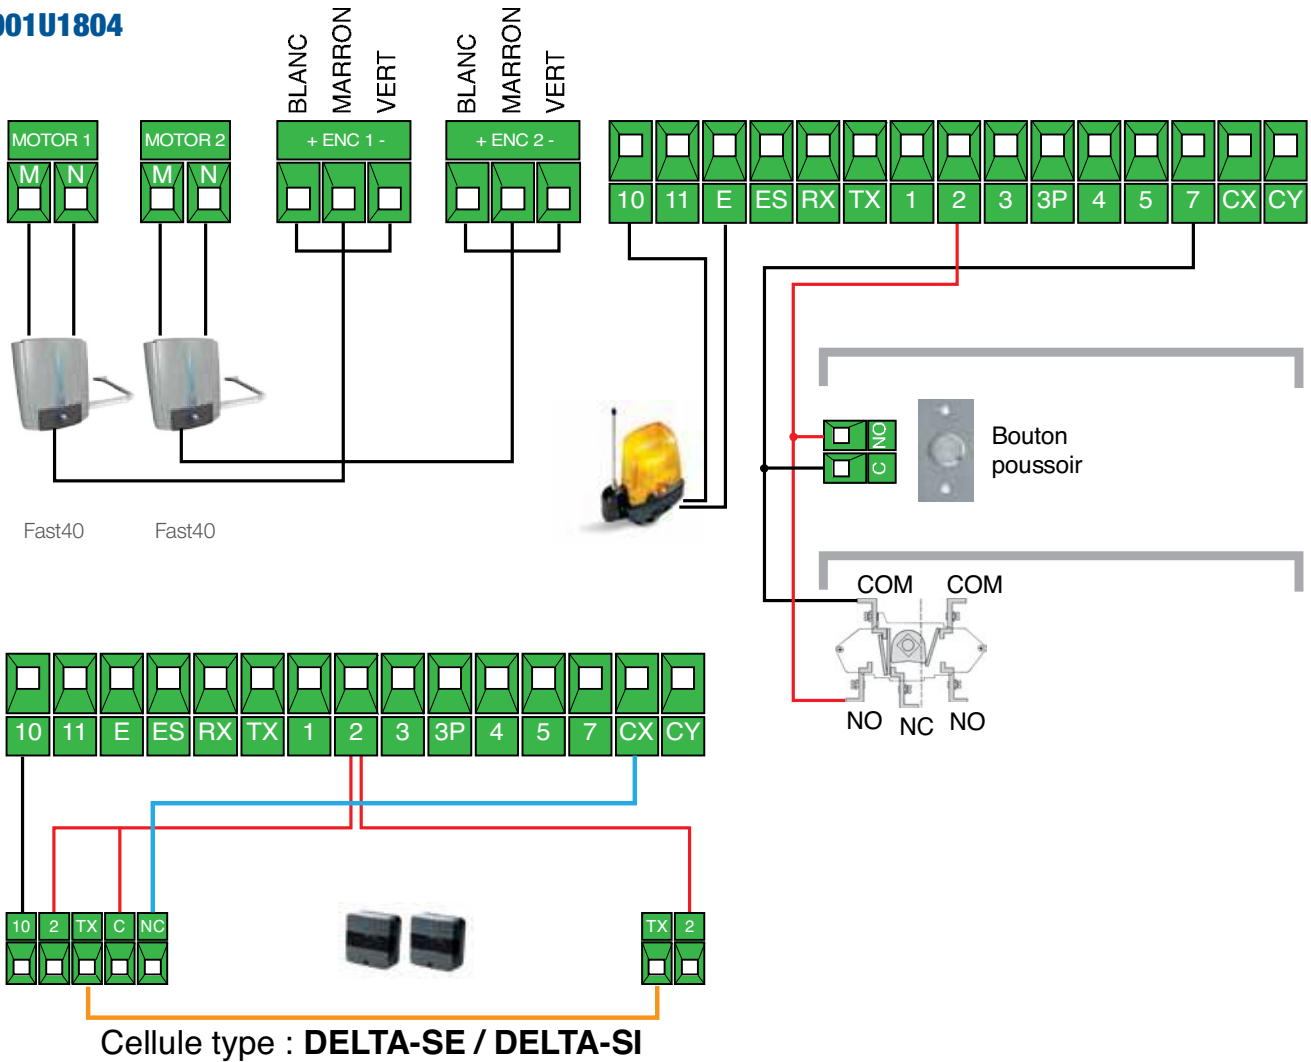 001U1804
BLANC
MARRON
VERT
BLANC
MARRON
VERT
MOTOR 1
M N
MOTOR 2
M N
+ ENC 1 -
+ ENC 2 -
10 11 E ES RX TX 1 2 3 3P 4 5 7 CX CY
NO
C
Bouton
poussoir
Fast40
Fast40
COM COM
NO NC NO
10 11 E ES RX TX 1 2 3 3P 4 5 7 CX CY
10 2 TX C NC
TX 2
Cellule type : DELTA-SE / DELTA-SI